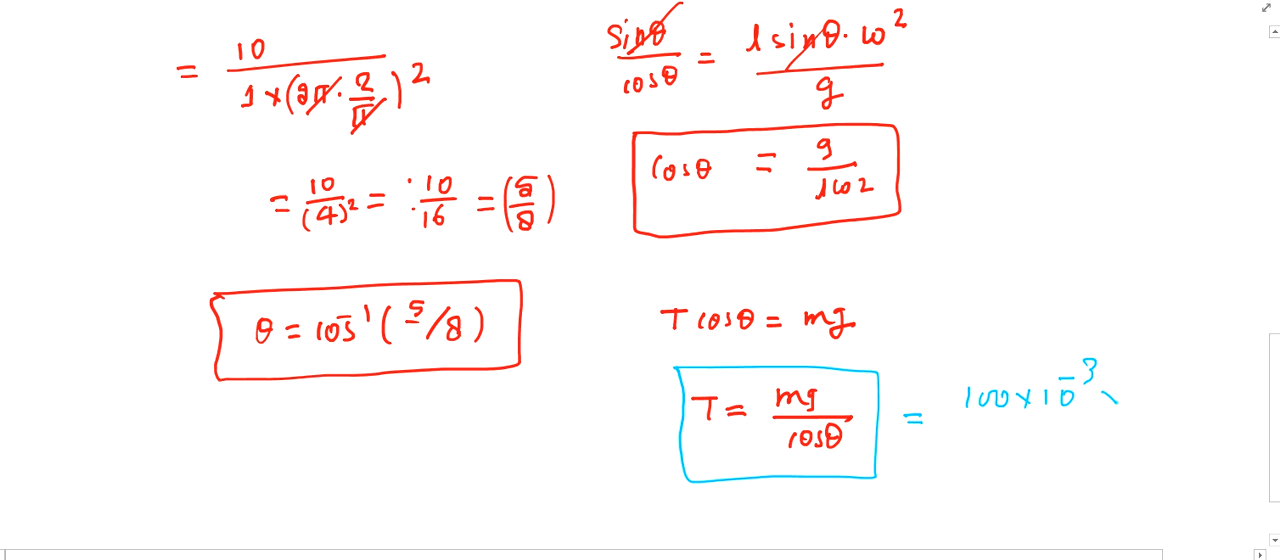 = 10 / 1×(2π · 2/π)²
= 10/(4)² = 10/16 = (5/8)
θ = cos⁻¹(5/8)
sinθ/cosθ = l sinθ·ω²/g
cosθ = g/lω²
T cosθ = mg
T = mg/cosθ = 100×10⁻³